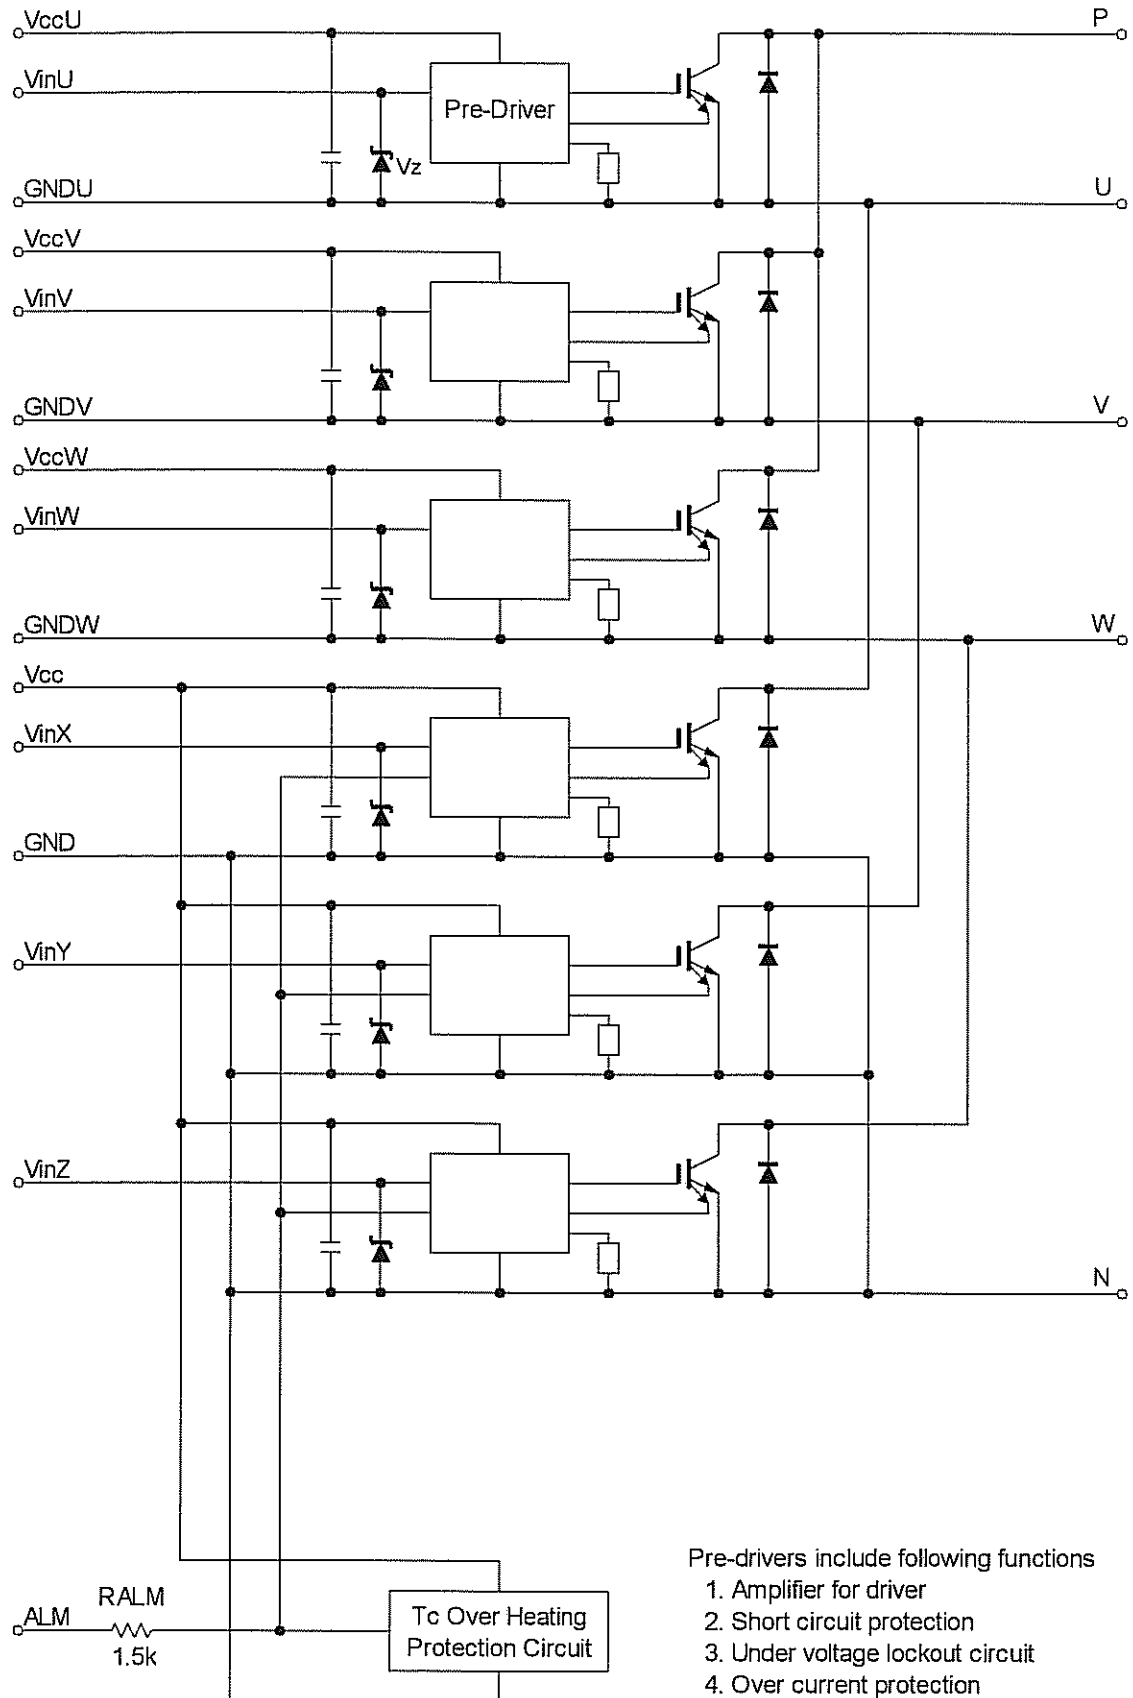 VccU
P
VinU
Pre-Driver
Vz
GNDU
U
VccV
VinV
GNDV
V
VccW
VinW
GNDW
W
Vcc
VinX
GND
VinY
VinZ
N
Pre-drivers include following functions
1. Amplifier for driver
2. Short circuit protection
3. Under voltage lockout circuit
4. Over current protection
RALM
ALM
1.5k
Tc Over Heating
Protection Circuit